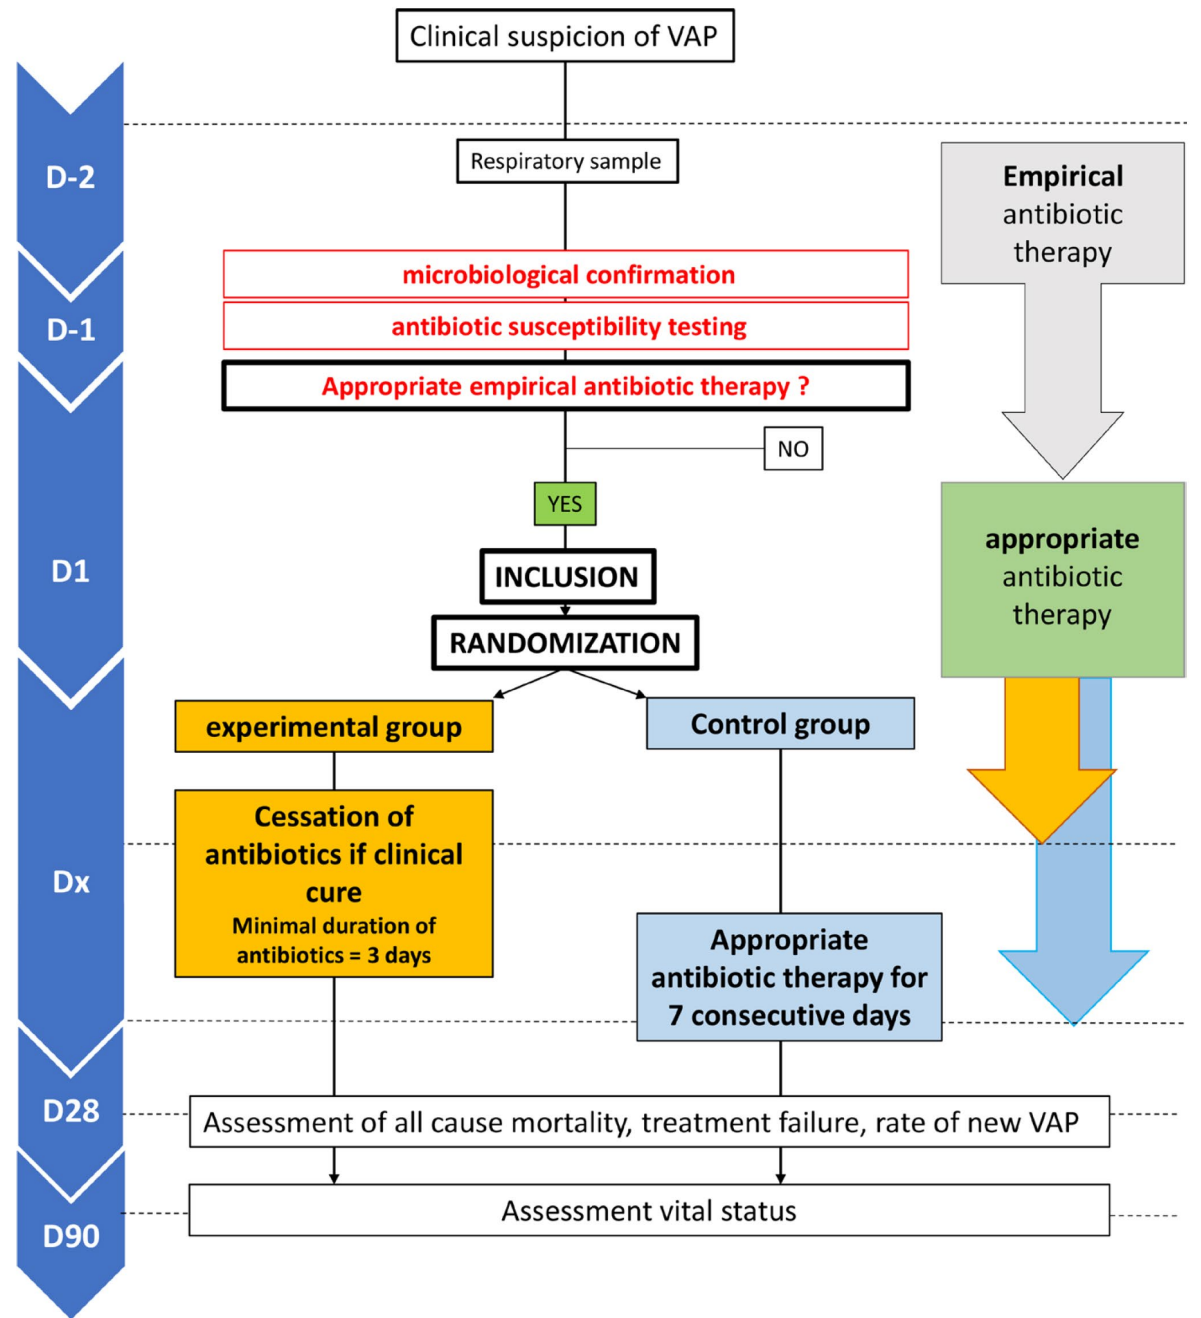 Clinical suspicion of VAP
D-2
Respiratory sample
Empirical
antibiotic
therapy
microbiological confirmation
D-1
antibiotic susceptibility testing
Appropriate empirical antibiotic therapy ?
NO
YES
D1
INCLUSION
RANDOMIZATION
appropriate
antibiotic
therapy
experimental group
Control group
Dx
Cessation of
antibiotics if clinical
cure
Minimal duration of
antibiotics = 3 days
Appropriate
antibiotic therapy for
7 consecutive days
D28
Assessment of all cause mortality, treatment failure, rate of new VAP
D90
Assessment vital status